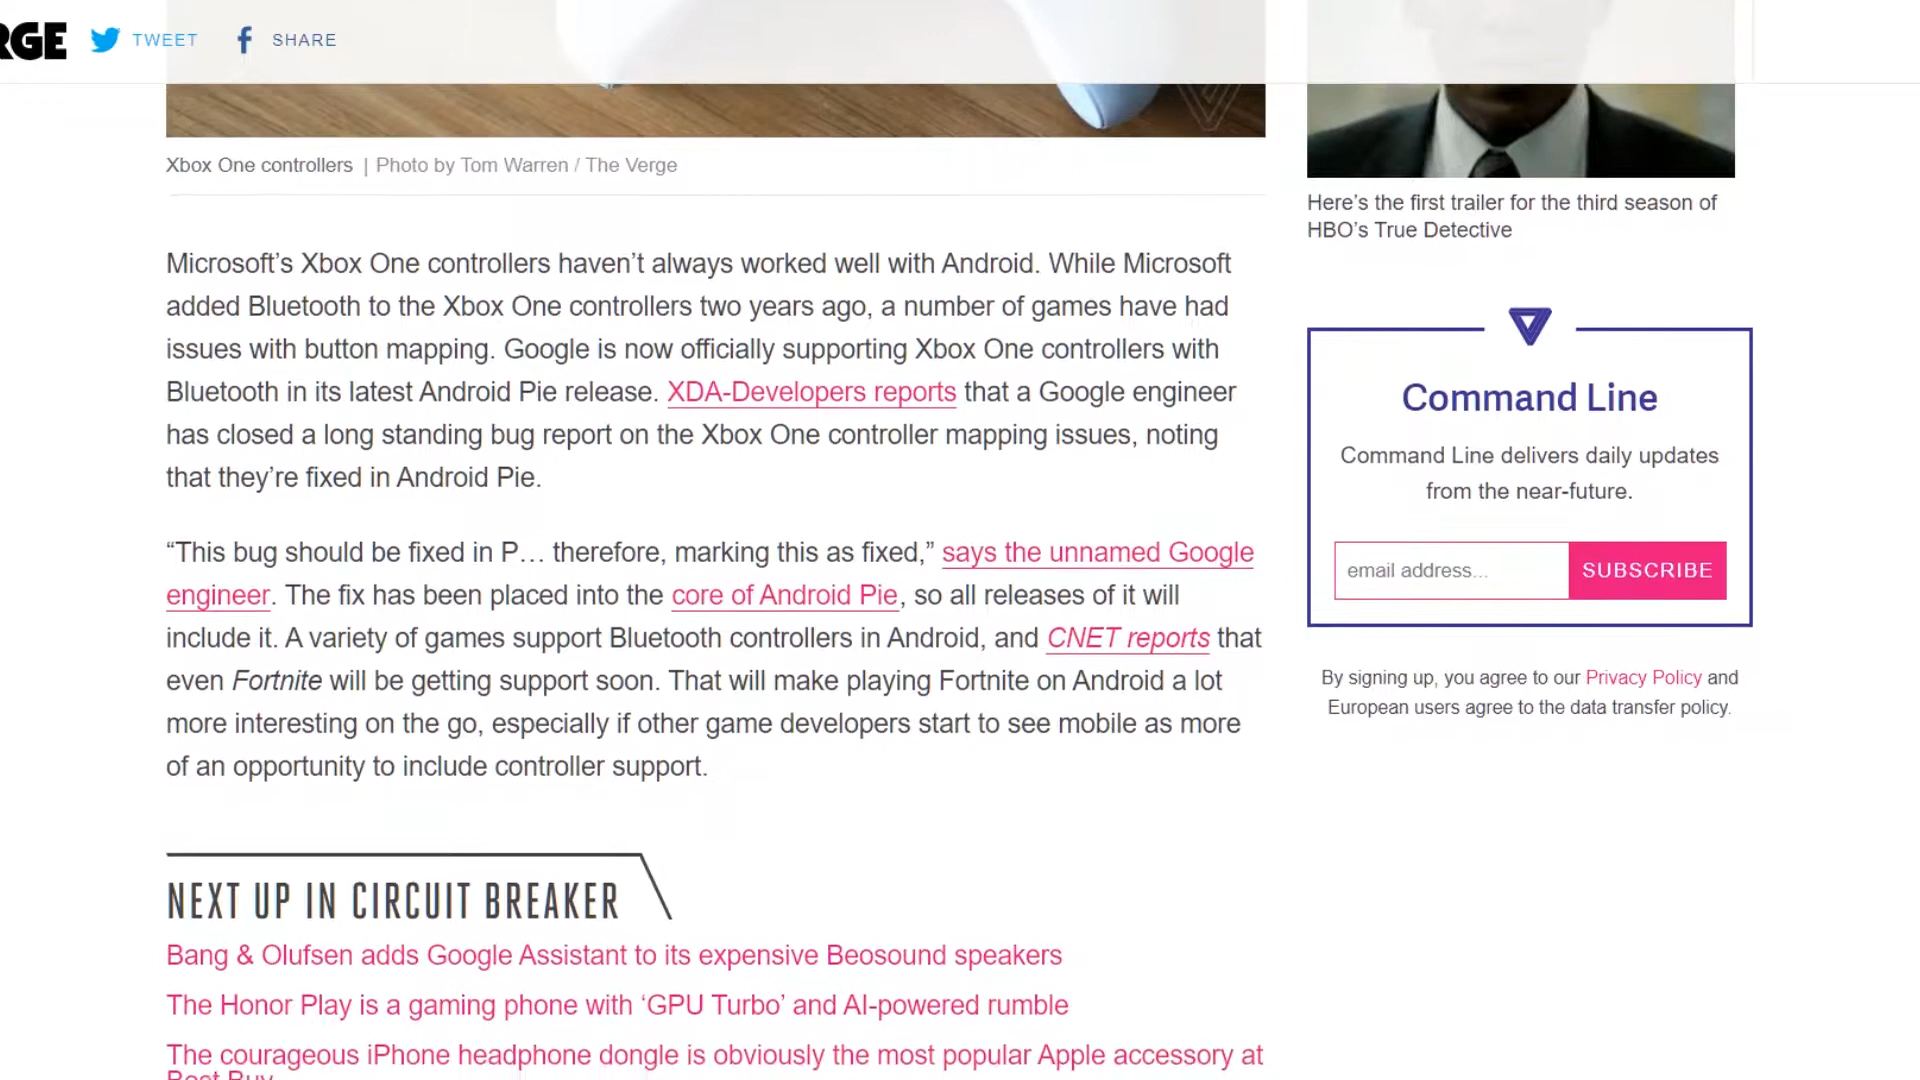 RGE TWEET SHARE
Xbox One controllers | Photo by Tom Warren / The Verge
Microsoft’s Xbox One controllers haven’t always worked well with Android. While Microsoft
added Bluetooth to the Xbox One controllers two years ago, a number of games have had
issues with button mapping. Google is now officially supporting Xbox One controllers with
Bluetooth in its latest Android Pie release. XDA-Developers reports that a Google engineer
has closed a long standing bug report on the Xbox One controller mapping issues, noting
that they’re fixed in Android Pie.
“This bug should be fixed in P… therefore, marking this as fixed,” says the unnamed Google
engineer. The fix has been placed into the core of Android Pie, so all releases of it will
include it. A variety of games support Bluetooth controllers in Android, and CNET reports that
even Fortnite will be getting support soon. That will make playing Fortnite on Android a lot
more interesting on the go, especially if other game developers start to see mobile as more
of an opportunity to include controller support.
NEXT UP IN CIRCUIT BREAKER
Bang & Olufsen adds Google Assistant to its expensive Beosound speakers
The Honor Play is a gaming phone with ‘GPU Turbo’ and AI-powered rumble
The courageous iPhone headphone dongle is obviously the most popular Apple accessory at
Best Buy
Here’s the first trailer for the third season of
HBO’s True Detective
Command Line
Command Line delivers daily updates
from the near-future.
email address... SUBSCRIBE
By signing up, you agree to our Privacy Policy and
European users agree to the data transfer policy.